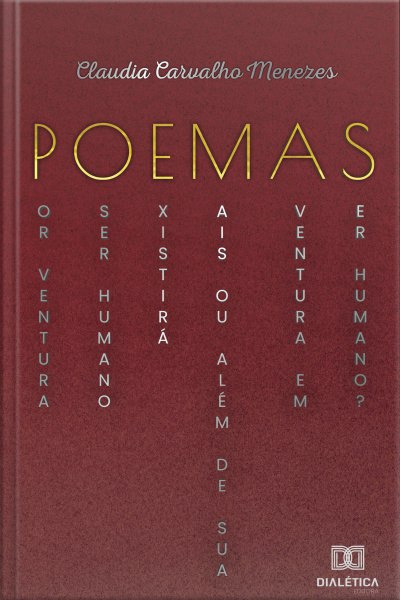 Claudia Carvalho Menezes
POEMAS
OR VENTURA
SER HUMANO
XISTIRÁ
AIS OU ALÉM DE SUA
VENTURA EM
ER HUMANO?
DIALÉTICA
EDITORA